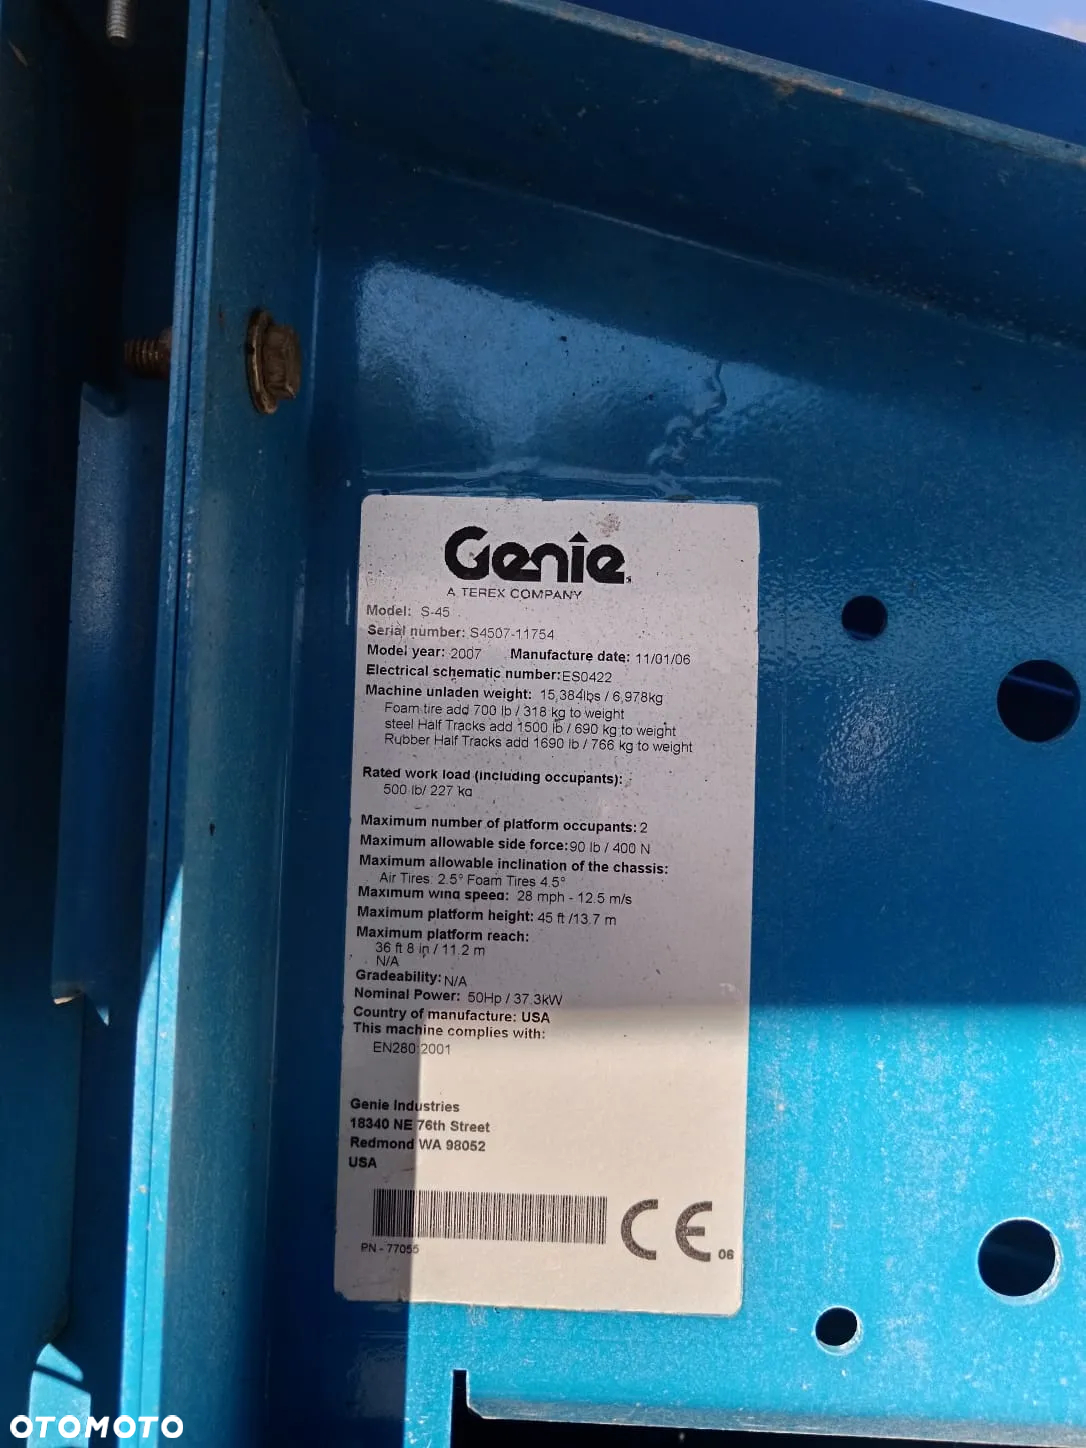 Genie
A TEREX COMPANY
Model: S-45
Serial number: S4507-11754
Model year: 2007 Manufacture date: 11/01/06
Electrical schematic number:ES0422
Machine unladen weight: 15,384lbs / 6,978kg
Foam tire add 700 lb / 318 kg to weight
steel Half Tracks add 1500 lb / 690 kg to weight
Rubber Half Tracks add 1690 lb / 766 kg to weight
Rated work load (including occupants):
500 lb/ 227 kg
Maximum number of platform occupants: 2
Maximum allowable side force:90 lb / 400 N
Maximum allowable inclination of the chassis:
Air Tires: 2.5° Foam Tires 4.5°
Maximum wind speed: 28 mph - 12.5 m/s
Maximum platform height: 45 ft /13.7 m
Maximum platform reach:
36 ft 8 in / 11.2 m
N/A
Gradeability: N/A
Nominal Power: 50Hp / 37.3kW
Country of manufacture: USA
This machine complies with:
EN280:2001
Genie Industries
18340 NE 76th Street
Redmond WA 98052
USA
PN - 77055
CE 06
OTOMOTO